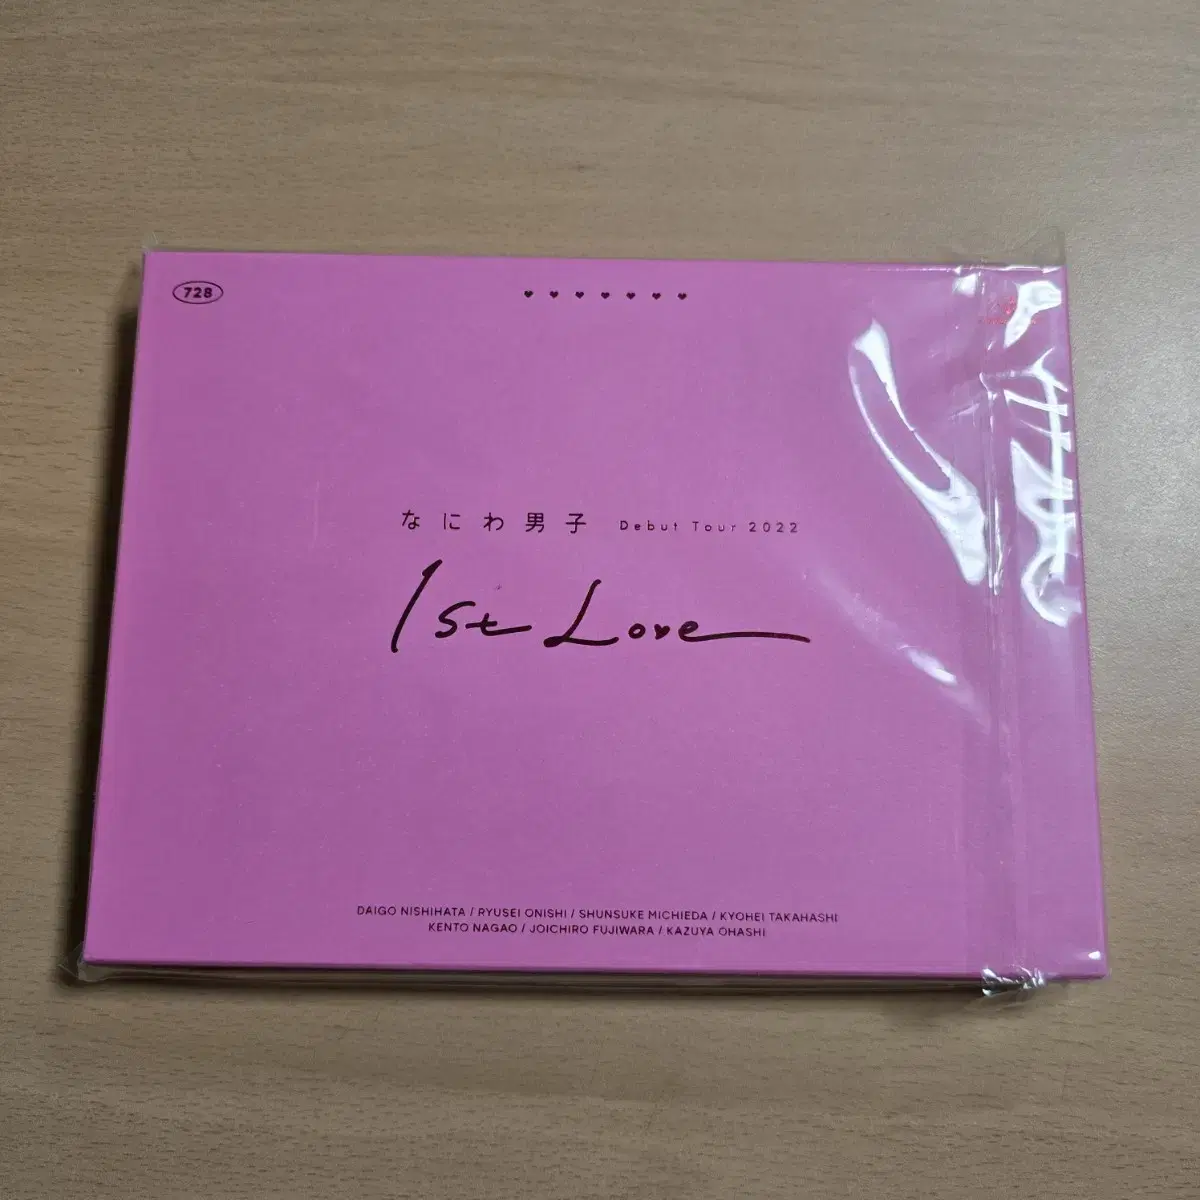 728
なにわ男子 Debut Tour 2022
1st Love
DAIGO NISHIHATA / RYUSEI ONISHI / SHUNSUKE MICHIEDA / KYOHEI TAKAHASHI
KENTO NAGAO / JOICHIRO FUJIWARA / KAZUYA OHASHI